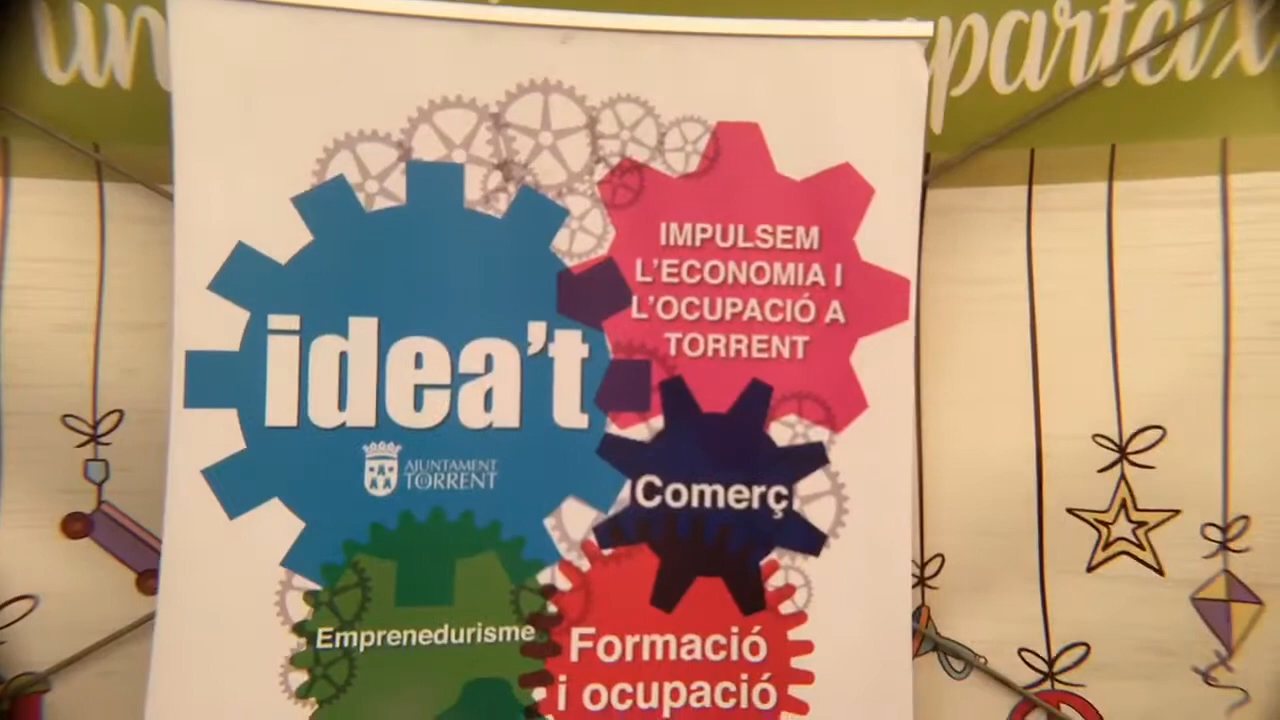 IMPULSEM
L'ECONOMIA I
L'OCUPACIÓ A
TORRENT
idea't
AJUNTAMENT
TORRENT
Comerç
Emprenedurisme
Formació
i ocupació